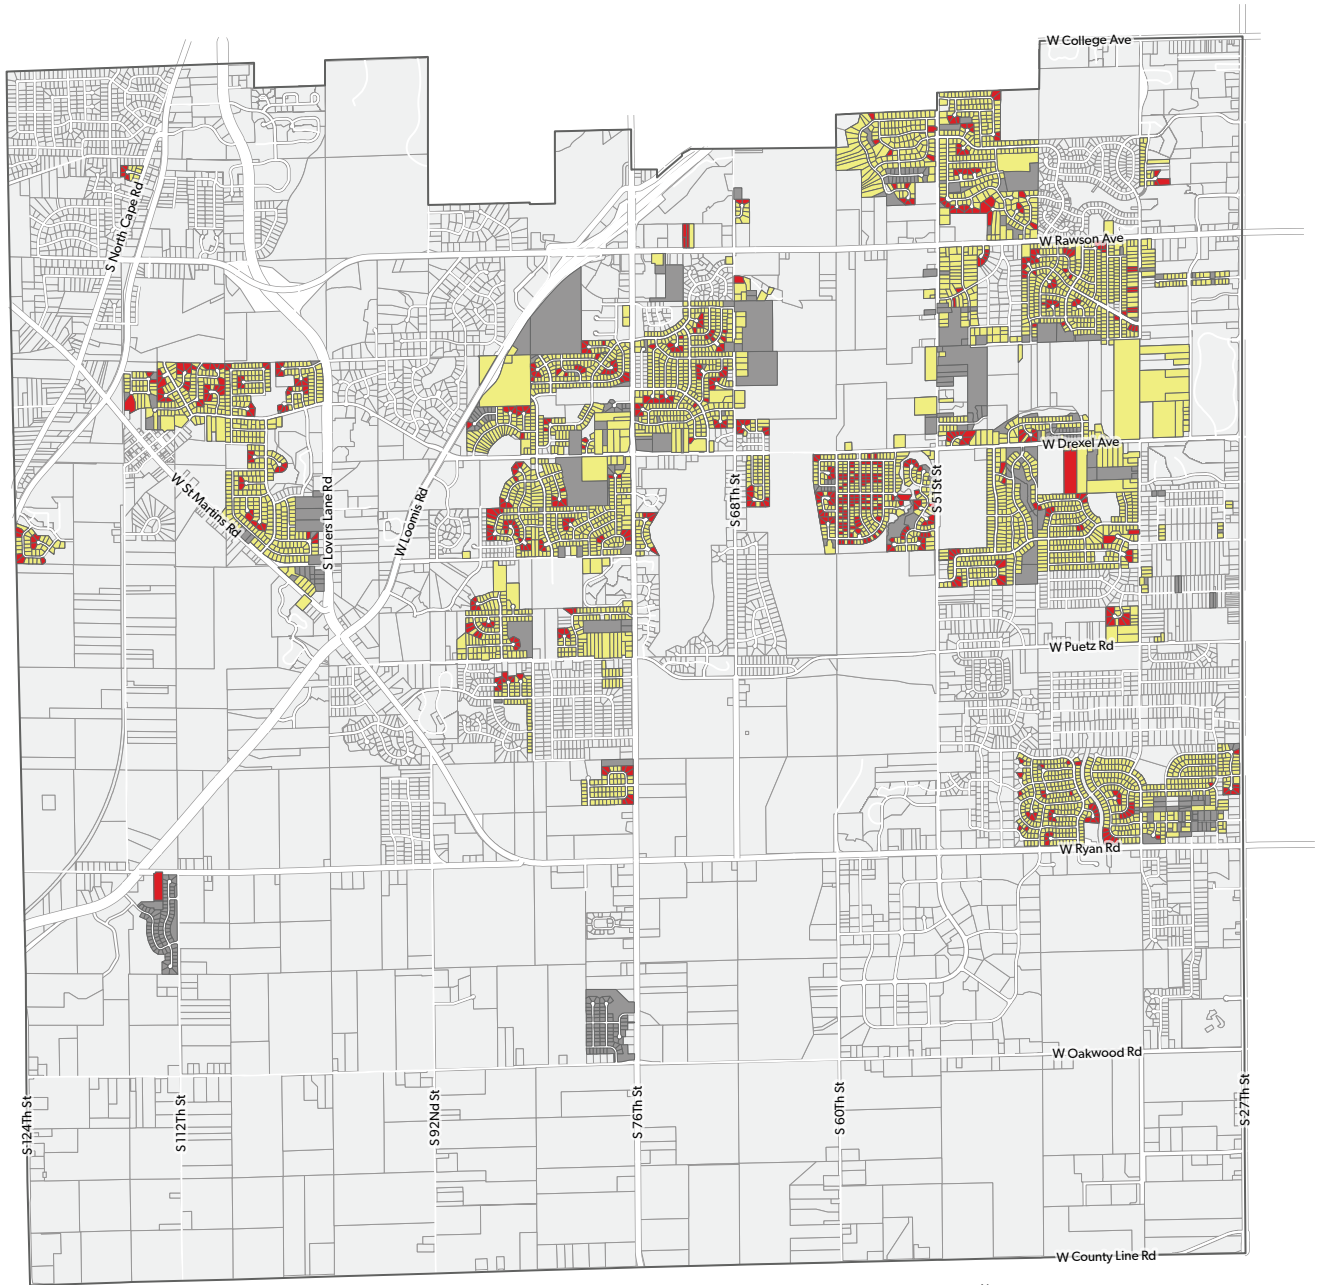 W College Ave
S North Cape Rd
W Rawson Ave
W Drexel Ave
W St Martins Rd
S Lovers Lane Rd
W Loomis Rd
S 68Th St
S 51St St
W Puetz Rd
W Ryan Rd
W Oakwood Rd
S 124Th St
S 112Th St
S 92Nd St
S 76Th St
S 60Th St
S 27Th St
W County Line Rd